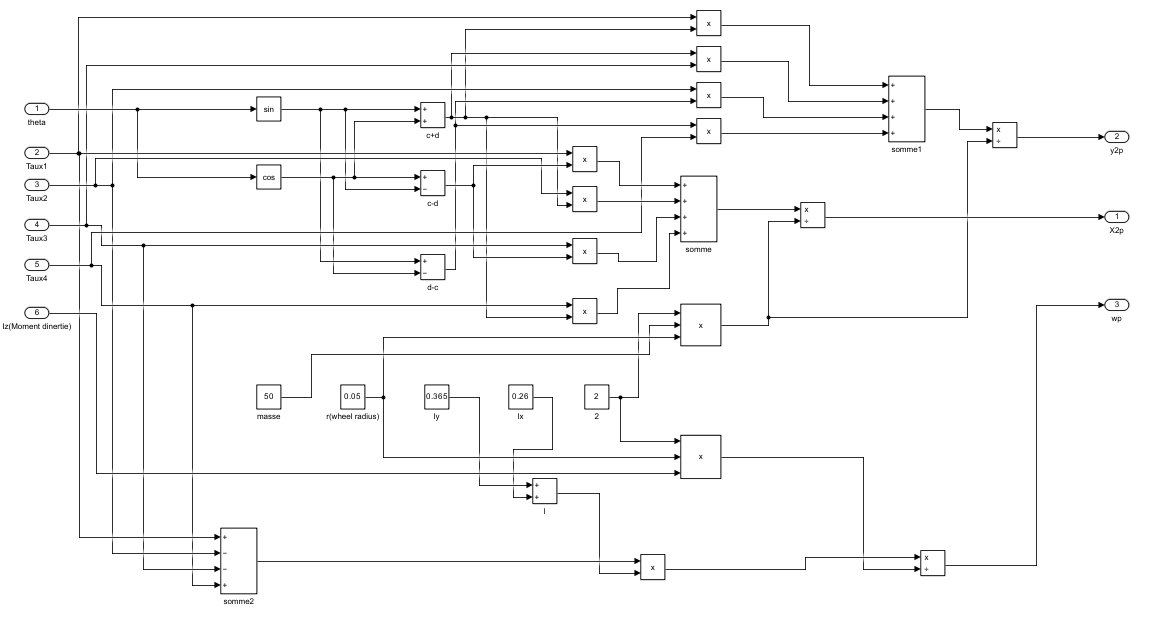 x
x
x
x
+
+
+
+
somme1
x
÷
2
y2p
1
theta
sin
+
+
c+d
2
Taux1
3
Taux2
cos
+
−
c-d
x
x
+
+
+
+
somme
x
÷
1
X2p
4
Taux3
5
Taux4
+
−
d-c
x
x
6
Iz(Moment dinertie)
x
3
wp
50
masse
0.05
r(wheel radius)
0.365
ly
0.26
lx
2
2
x
+
+
l
+
−
−
+
somme2
x
x
÷